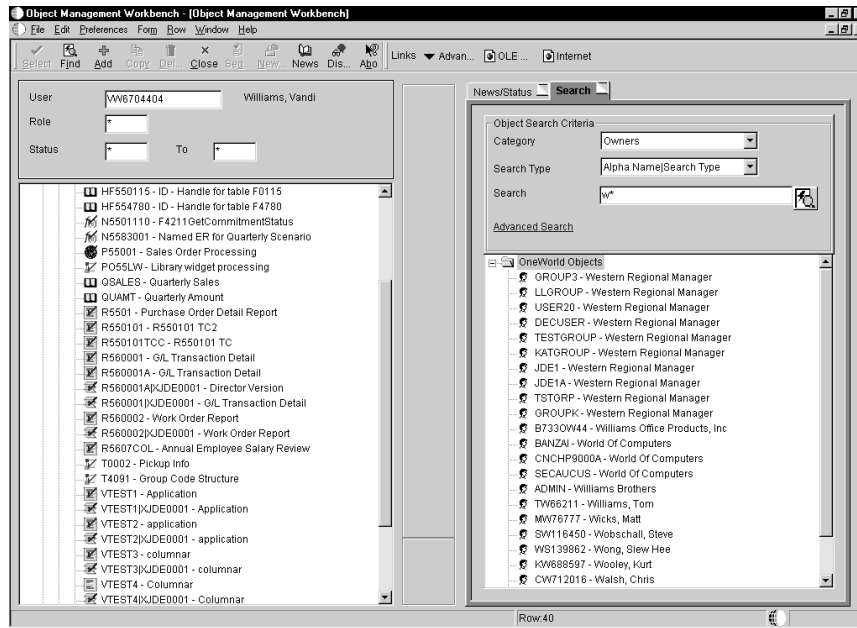 Object Management Workbench - [Object Management Workbench]
File Edit Preferences Form Row Window Help
Select Find Add Copy Del... Close Seq... New... News Dis... Abo Links Advan... OLE ... Internet
User VW6704404 Williams, Vandi
Role *
Status * To *
HF550115 - ID - Handle for table F0115
HF554780 - ID - Handle for table F4780
N5501110 - F4211GetCommitmentStatus
N5583001 - Named ER for Quarterly Scenario
P55001 - Sales Order Processing
PO55LW - Library widget processing
QSALES - Quarterly Sales
QUAMT - Quarterly Amount
R5501 - Purchase Order Detail Report
R550101 - R550101 TC2
R550101TCC - R550101 TC
R560001 - G/L Transaction Detail
R560001A - G/L Transaction Detail
R560001A|XJDE0001 - Director Version
R560001|XJDE0001 - G/L Transaction Detail
R560002 - Work Order Report
R560002|XJDE0001 - Work Order Report
R5607COL - Annual Employee Salary Review
T0002 - Pickup Info
T4091 - Group Code Structure
VTEST1 - Application
VTEST1|XJDE0001 - Application
VTEST2 - application
VTEST2|XJDE0001 - application
VTEST3 - columnar
VTEST3|XJDE0001 - columnar
VTEST4 - Columnar
VTEST4|XJDE0001 - Columnar
News/Status Search
Object Search Criteria
Category Owners
Search Type Alpha Name|Search Type
Search w*
Advanced Search
OneWorld Objects
GROUP3 - Western Regional Manager
LLGROUP - Western Regional Manager
USER20 - Western Regional Manager
DECUSER - Western Regional Manager
TESTGROUP - Western Regional Manager
KATGROUP - Western Regional Manager
JDE1 - Western Regional Manager
JDE1A - Western Regional Manager
TSTGRP - Western Regional Manager
GROUPK - Western Regional Manager
B733OW44 - Williams Office Products, Inc
BANZAI - World Of Computers
CNCHP9000A - World Of Computers
SECAUCUS - World Of Computers
ADMIN - Williams Brothers
TW66211 - Williams, Tom
MW76777 - Wicks, Matt
SW116450 - Wobschall, Steve
WS139862 - Wong, Siew Hee
KW688597 - Wooley, Kurt
CW712016 - Walsh, Chris
Row:40